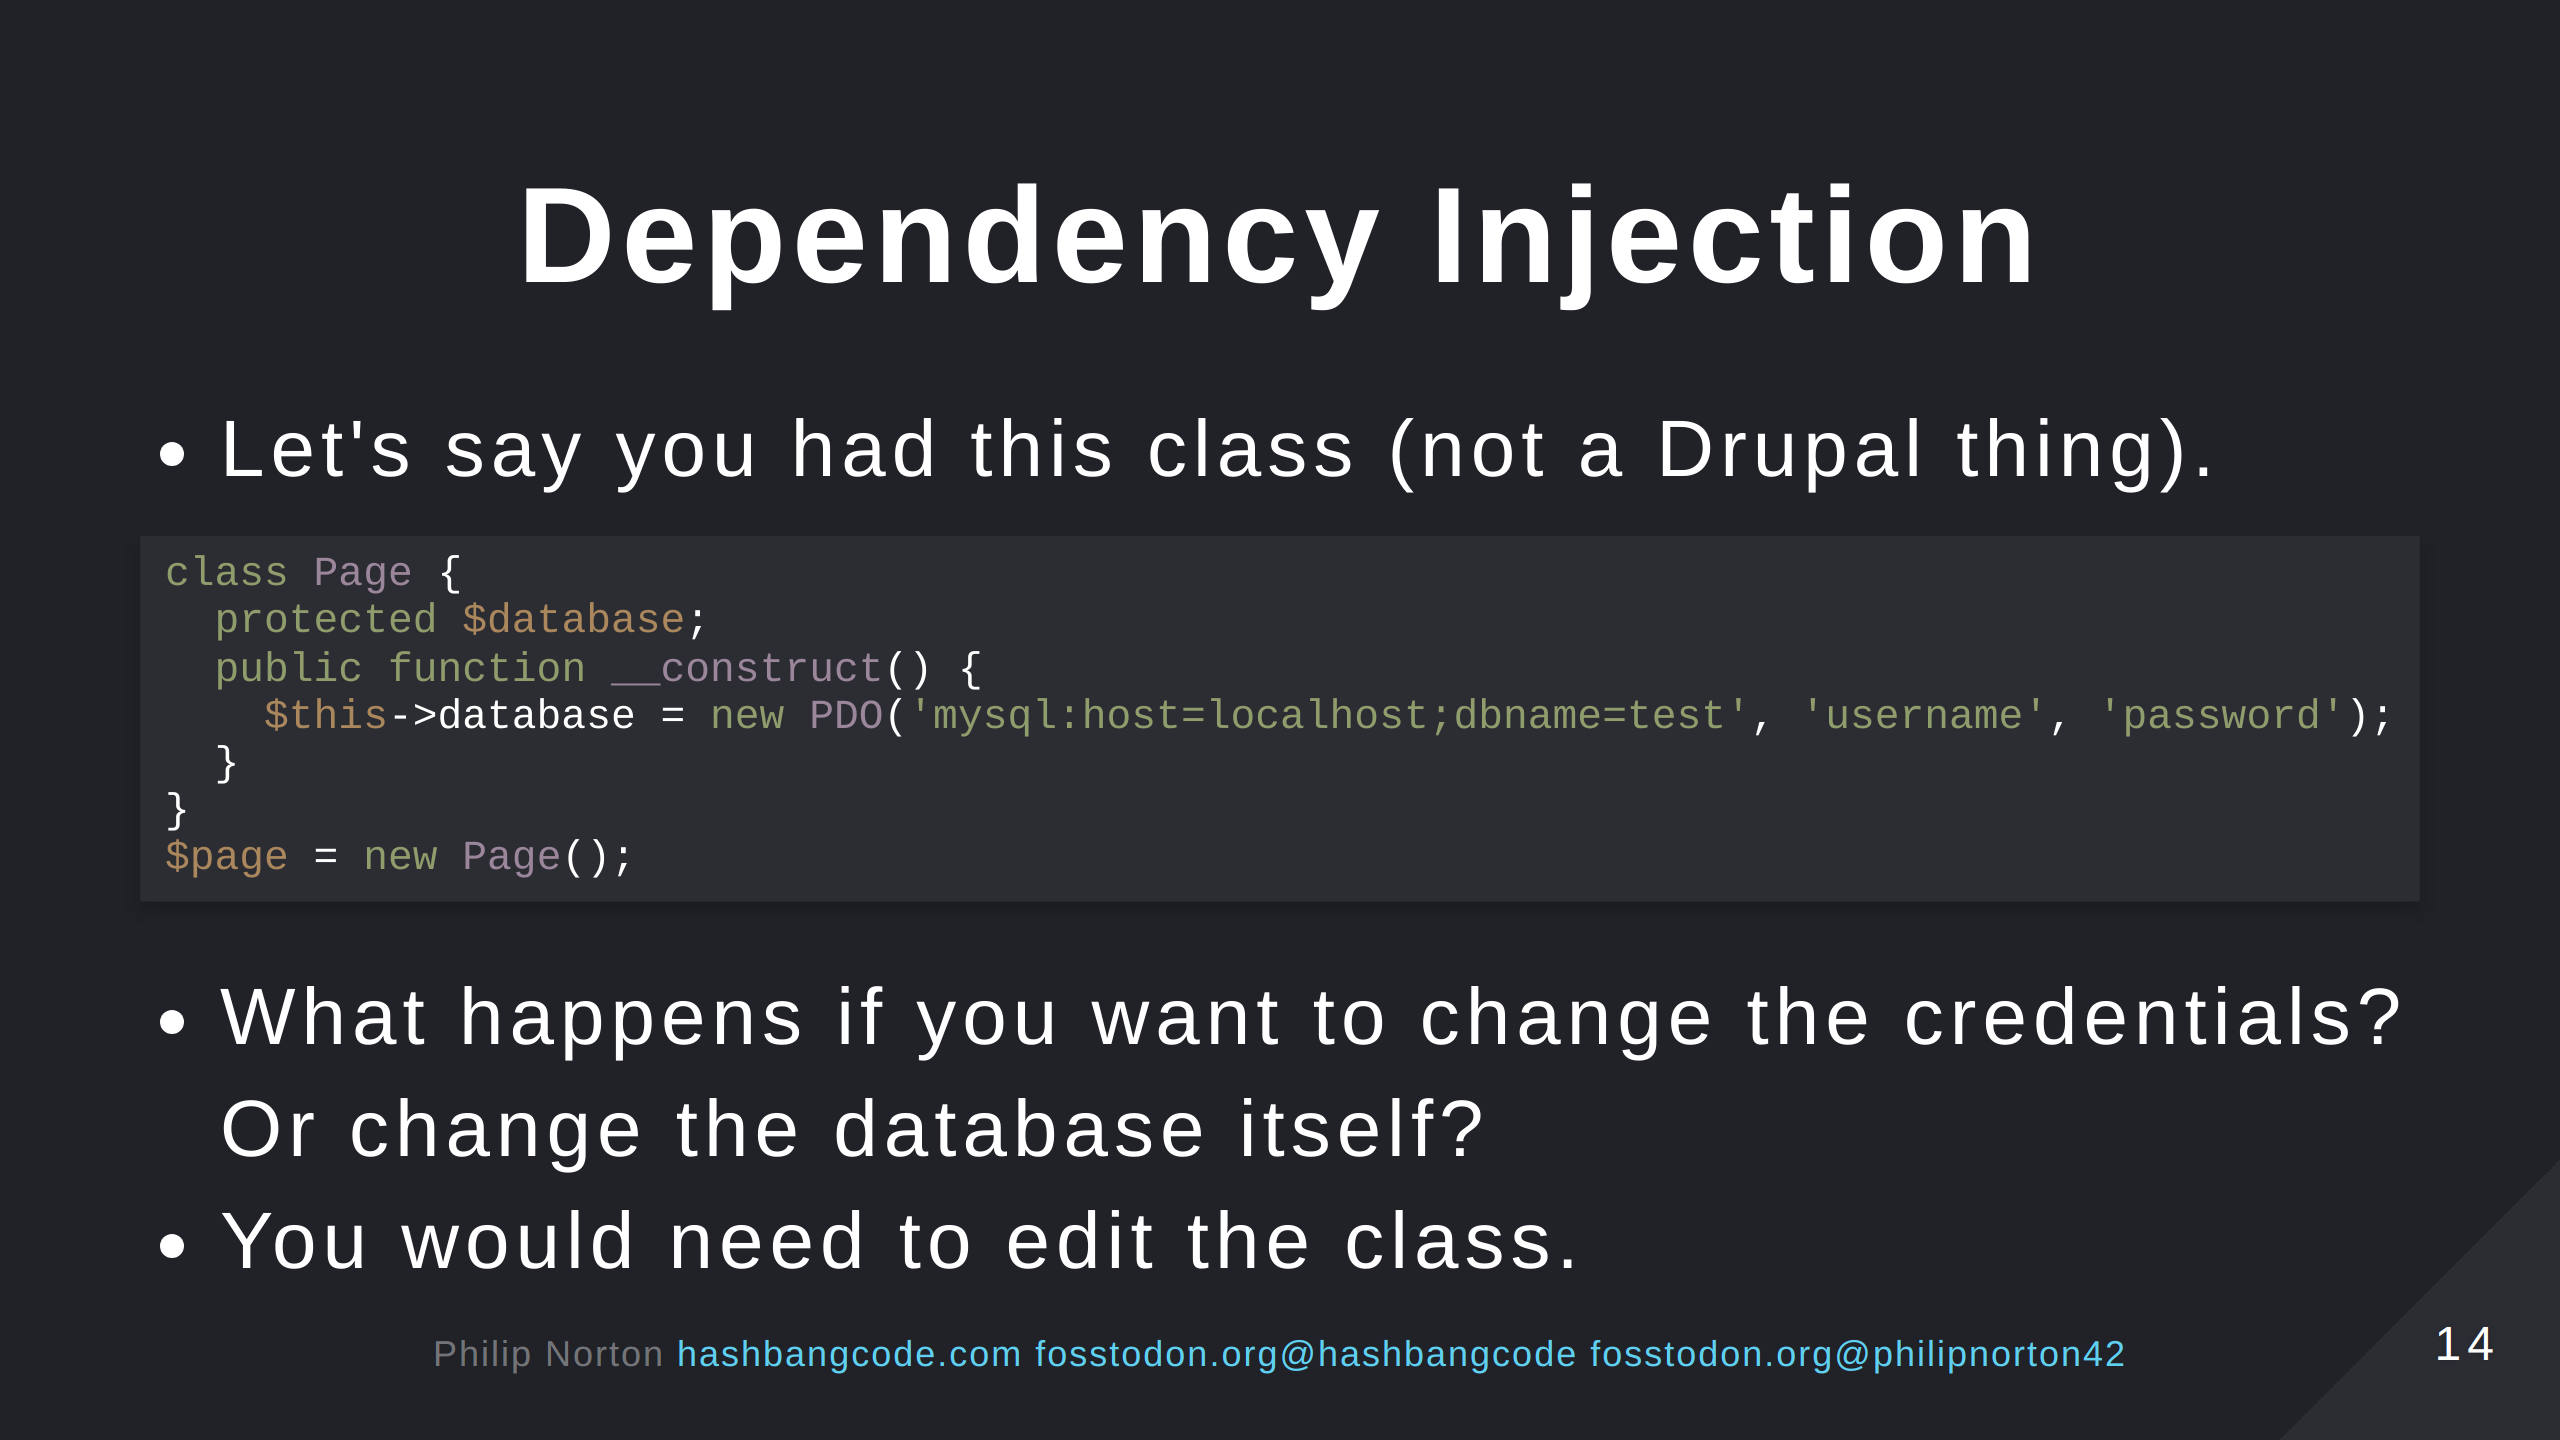 Dependency Injection
• Let's say you had this class (not a Drupal thing).
class Page {
  protected $database;
  public function __construct() {
    $this->database = new PDO('mysql:host=localhost;dbname=test', 'username', 'password');
  }
}
$page = new Page();
• What happens if you want to change the credentials?
Or change the database itself?
• You would need to edit the class.
Philip Norton hashbangcode.com fosstodon.org@hashbangcode fosstodon.org@philipnorton42
14